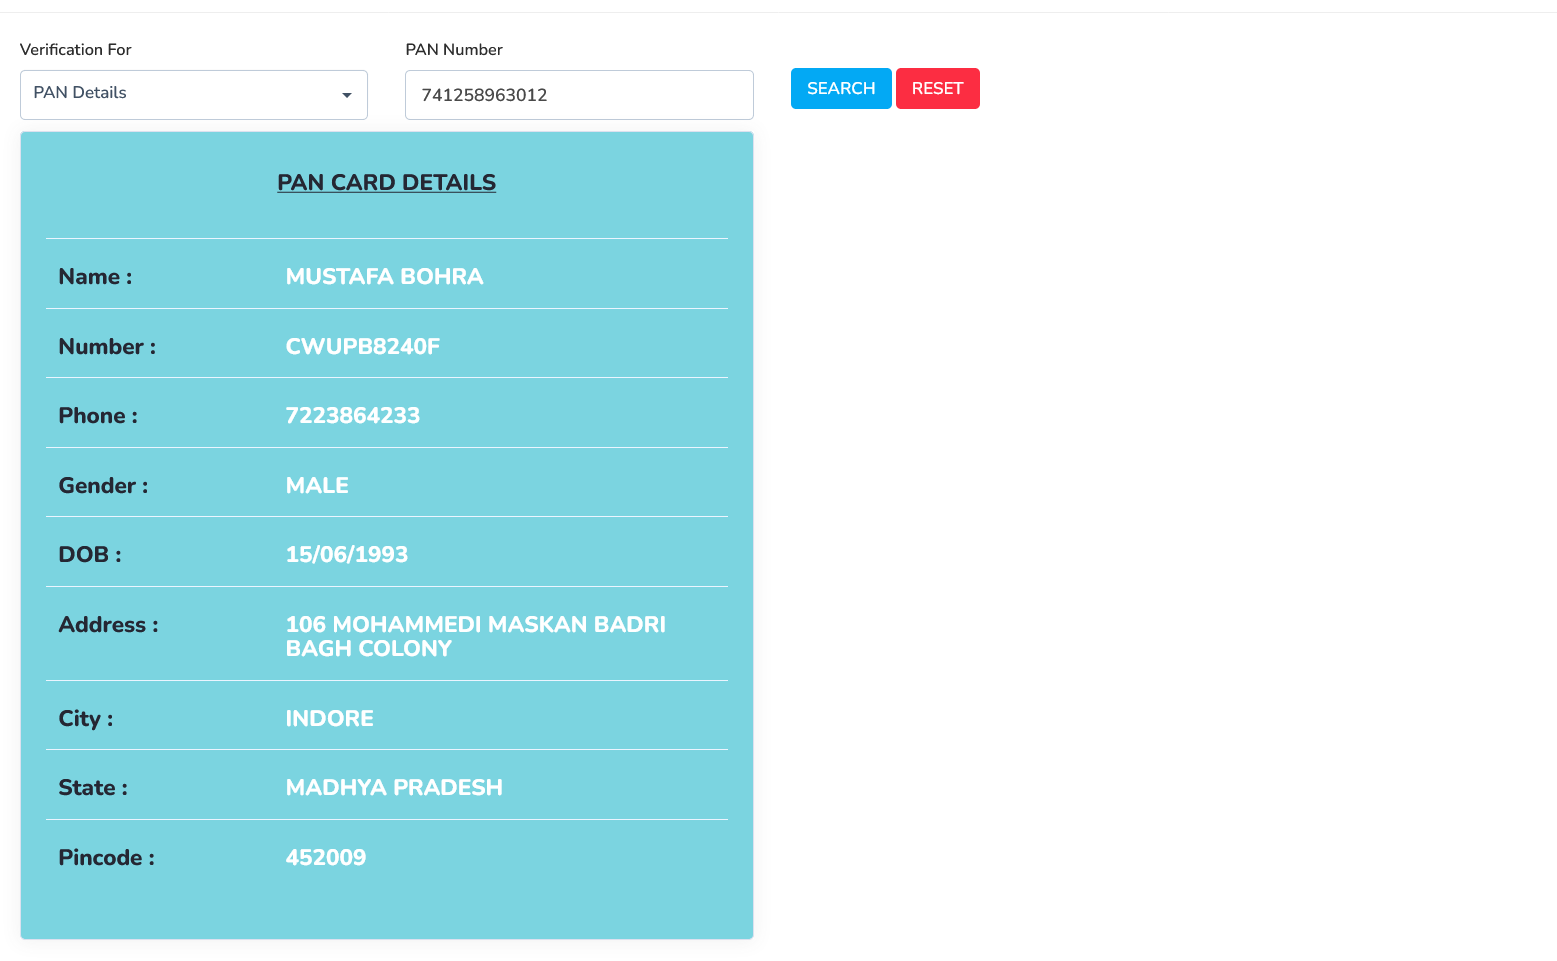 Verification For
PAN Number
PAN Details
741258963012
SEARCH
RESET
PAN CARD DETAILS
Name : MUSTAFA BOHRA
Number : CWUPB8240F
Phone : 7223864233
Gender : MALE
DOB : 15/06/1993
Address : 106 MOHAMMEDI MASKAN BADRI
BAGH COLONY
City : INDORE
State : MADHYA PRADESH
Pincode : 452009